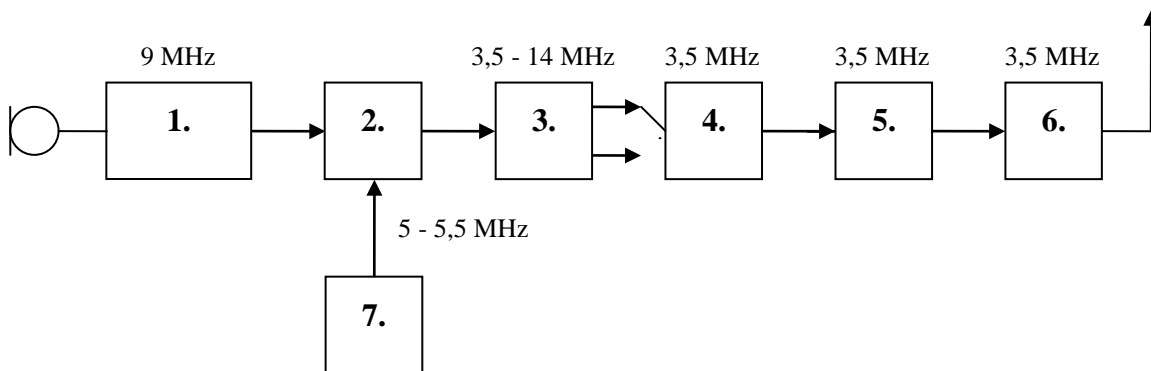 9 MHz
3,5 - 14 MHz
3,5 MHz
3,5 MHz
3,5 MHz
1.
2.
3.
4.
5.
6.
5 - 5,5 MHz
7.